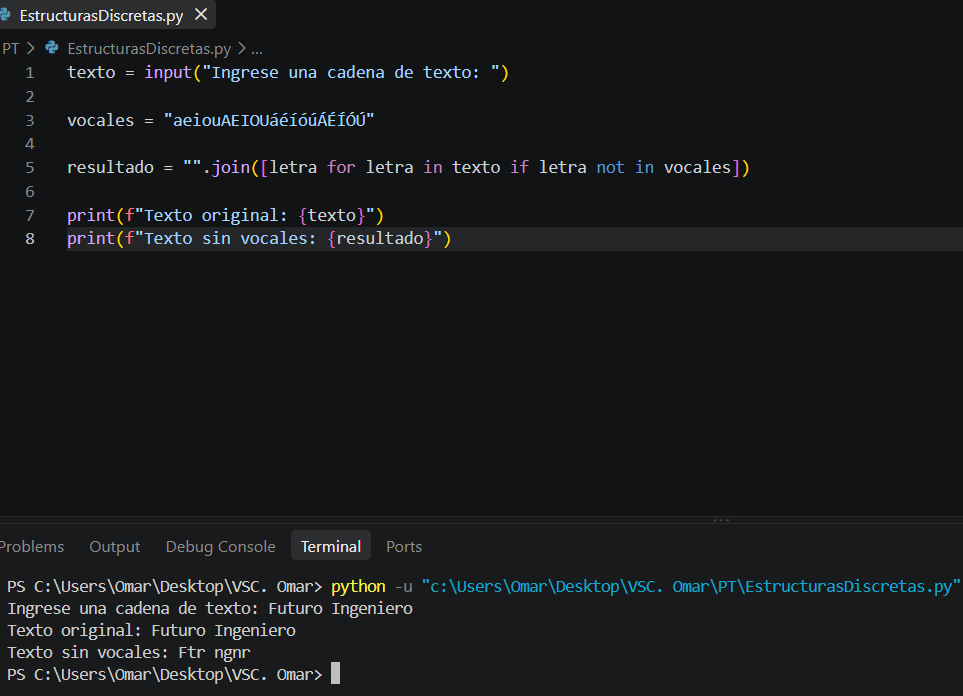 EstructurasDiscretas.py
PT > EstructurasDiscretas.py > ...
1 texto = input("Ingrese una cadena de texto: ")
2
3 vocales = "aeiouAEIOUáéíóúÁÉÍÓÚ"
4
5 resultado = "".join([letra for letra in texto if letra not in vocales])
6
7 print(f"Texto original: {texto}")
8 print(f"Texto sin vocales: {resultado}")
Problems Output Debug Console Terminal Ports
PS C:\Users\Omar\Desktop\VSC. Omar> python -u "c:\Users\Omar\Desktop\VSC. Omar\PT\EstructurasDiscretas.py"
Ingrese una cadena de texto: Futuro Ingeniero
Texto original: Futuro Ingeniero
Texto sin vocales: Ftr ngnr
PS C:\Users\Omar\Desktop\VSC. Omar>